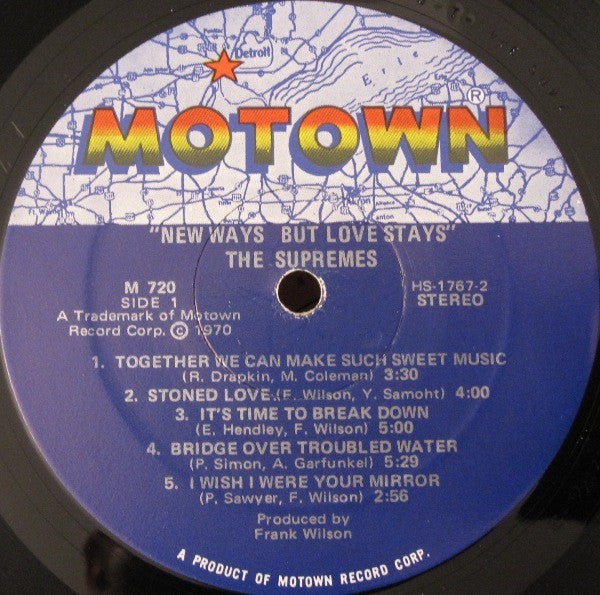 Detroit
Erie
MOTOWN®
"NEW WAYS BUT LOVE STAYS"
THE SUPREMES
M 720
SIDE 1
HS-1767-2
STEREO
A Trademark of Motown
Record Corp. © 1970
1. TOGETHER WE CAN MAKE SUCH SWEET MUSIC
(R. Drapkin, M. Coleman) 3:30
2. STONED LOVE (F. Wilson, Y. Samoht) 4:00
3. IT'S TIME TO BREAK DOWN
(E. Hendley, F. Wilson) 5:00
4. BRIDGE OVER TROUBLED WATER
(P. Simon, A. Garfunkel) 5:29
5. I WISH I WERE YOUR MIRROR
(P. Sawyer, F. Wilson) 2:56
Produced by
Frank Wilson
A PRODUCT OF MOTOWN RECORD CORP.